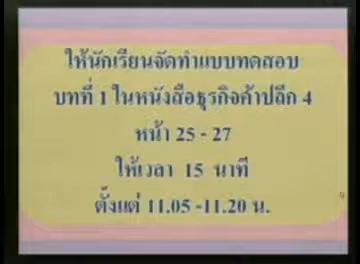 ให้นักเรียนจัดทำแบบทดสอบ
บทที่ 1 ในหนังสือธุรกิจค้าปลีก 4
หน้า 25 - 27
ให้เวลา 15 นาที
ตั้งแต่ 11.05 -11.20 น.